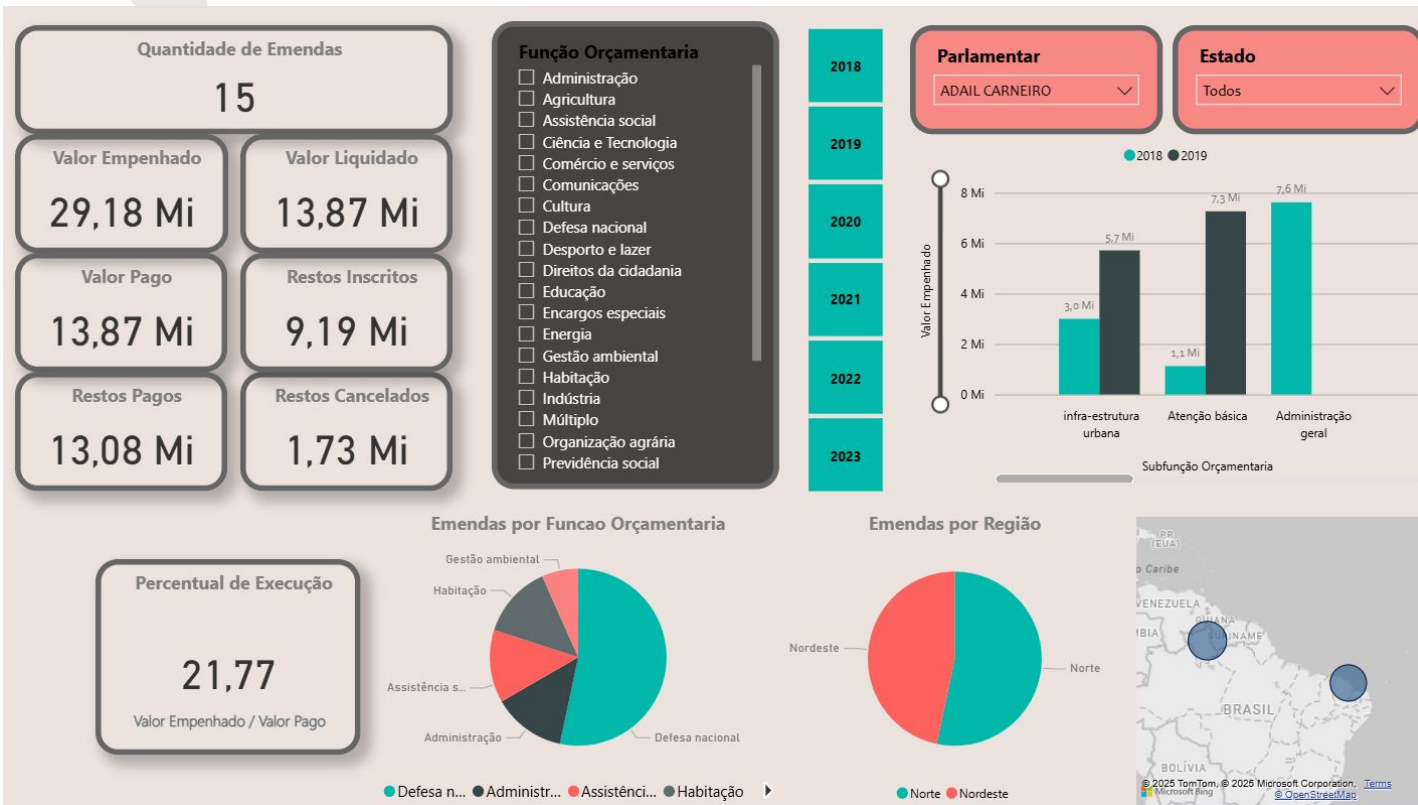 Quantidade de Emendas
15
Valor Empenhado
29,18 Mi
Valor Liquidado
13,87 Mi
Valor Pago
13,87 Mi
Restos Inscritos
9,19 Mi
Restos Pagos
13,08 Mi
Restos Cancelados
1,73 Mi
Função Orçamentaria
Administração
Agricultura
Assistência social
Ciência e Tecnologia
Comércio e serviços
Comunicações
Cultura
Defesa nacional
Desporto e lazer
Direitos da cidadania
Educação
Encargos especiais
Energia
Gestão ambiental
Habitação
Indústria
Múltiplo
Organização agrária
Previdência social
2018
2019
2020
2021
2022
2023
Parlamentar
ADAIL CARNEIRO
Estado
Todos
2018 2019
Valor Empenhado
8 Mi
6 Mi
4 Mi
2 Mi
0 Mi
3,0 Mi
5,7 Mi
1,1 Mi
7,3 Mi
7,6 Mi
infra-estrutura
urbana
Atenção básica
Administração
geral
Subfunção Orçamentaria
Percentual de Execução
21,77
Valor Empenhado / Valor Pago
Emendas por Funcao Orçamentaria
Gestão ambiental
Habitação
Assistência s...
Administração
Defesa nacional
Defesa n... Administr... Assistênci... Habitação
Emendas por Região
Nordeste
Norte
Norte Nordeste
PR
(EUA)
o Caribe
VENEZUELA
GUIANA
MBIA
SURINAME
BRASIL
BOLÍVIA
© 2025 TomTom, © 2025 Microsoft Corporation, Terms
Microsoft Bing
© OpenStreetMap